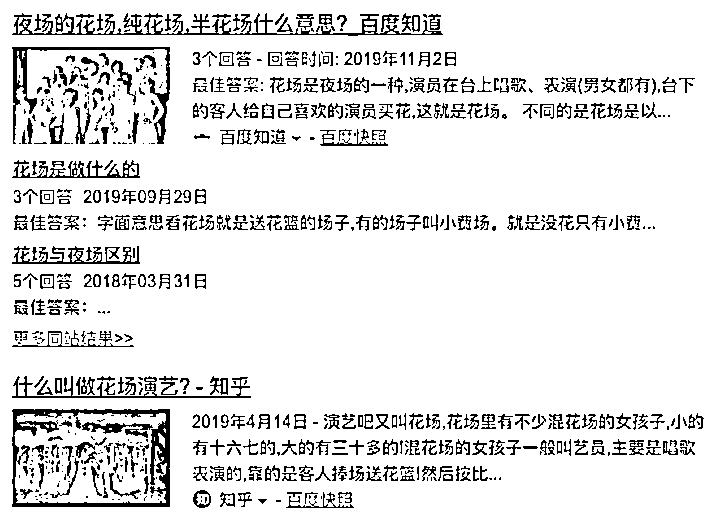 夜场的花场,纯花场,半花场什么意思?_百度知道
3个回答 - 回答时间: 2019年11月2日
最佳答案: 花场是夜场的一种,演员在台上唱歌、表演(男女都有),台下
的客人给自己喜欢的演员买花,这就是花场。 不同的是花场是以...
百度知道 - 百度快照
花场是做什么的
3个回答 2019年09月29日
最佳答案: 字面意思看花场就是送花篮的场子,有的场子叫小费场。就是没花只有小费...
花场与夜场区别
5个回答 2018年03月31日
最佳答案: ...
更多同站结果>>
什么叫做花场演艺? - 知乎
2019年4月14日 - 演艺吧又叫花场,花场里有不少混花场的女孩子,小的
有十六七的,大的有三十多的!混花场的女孩子一般叫艺员,主要是唱歌
表演的,靠的是客人捧场送花篮!然后按比...
知 知乎 - 百度快照